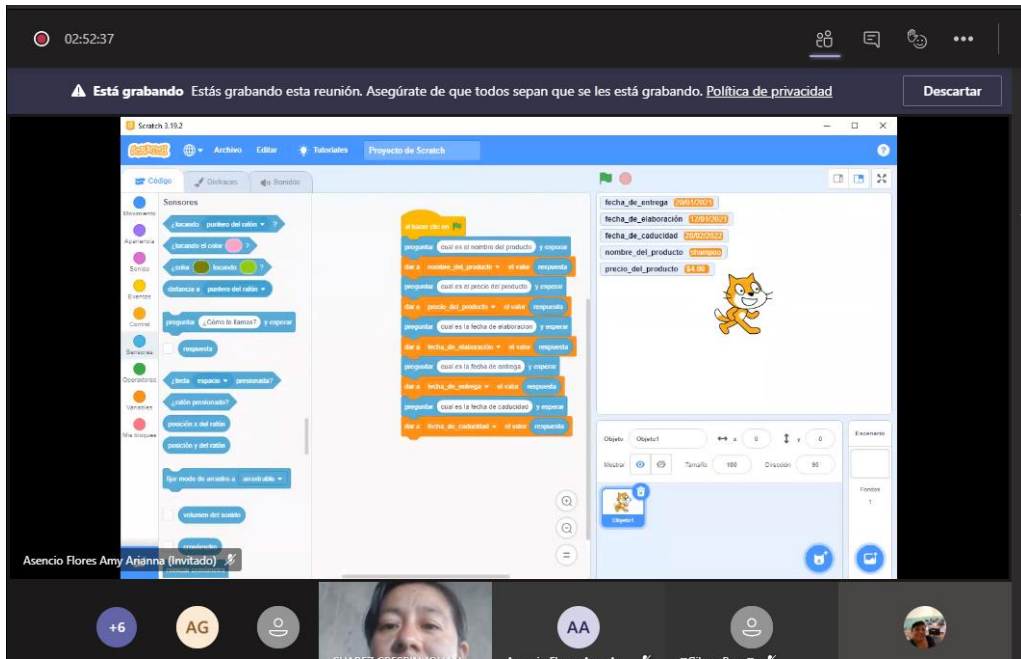 02:52:37
Está grabando Estás grabando esta reunión. Asegúrate de que todos sepan que se les está grabando. Política de privacidad
Descartar
Scratch 3.19.2
SCRATCH Archivo Editar Tutoriales Proyecto de Scratch
Código Disfraces Sonidos
Movimiento
Apariencia
Sonido
Eventos
Control
Sensores
Operadores
Variables
Mis bloques
Sensores
¿tocando puntero del ratón ?
¿tocando el color ?
¿color tocando ?
distancia a puntero del ratón
preguntar ¿Cómo te llamas? y esperar
respuesta
¿tecla espacio presionada?
¿ratón presionado?
posición x del ratón
posición y del ratón
fijar modo de arrastre a arrastrable
volumen del sonido
cronómetro
al hacer clic en
preguntar cual es el nombre del producto y esperar
dar a nombre_del_producto el valor respuesta
preguntar cual es el precio del producto y esperar
dar a precio_del_producto el valor respuesta
preguntar cual es la fecha de elaboracion y esperar
dar a fecha_de_elaboración el valor respuesta
preguntar cual es la fecha de entrega y esperar
dar a fecha_de_entrega el valor respuesta
preguntar cual es la fecha de caducidad y esperar
dar a fecha_de_caducidad el valor respuesta
fecha_de_entrega 20/01/2021
fecha_de_elaboración 12/01/2021
fecha_de_caducidad 20/02/2022
nombre_del_producto shampoo
precio_del_producto $4.00
Objeto Objeto1 x 0 y 0
Mostrar Tamaño 100 Dirección 90
Objeto1
Escenario
Fondos
1
Asencio Flores Amy Arianna (Invitado)
+6
AG
AA